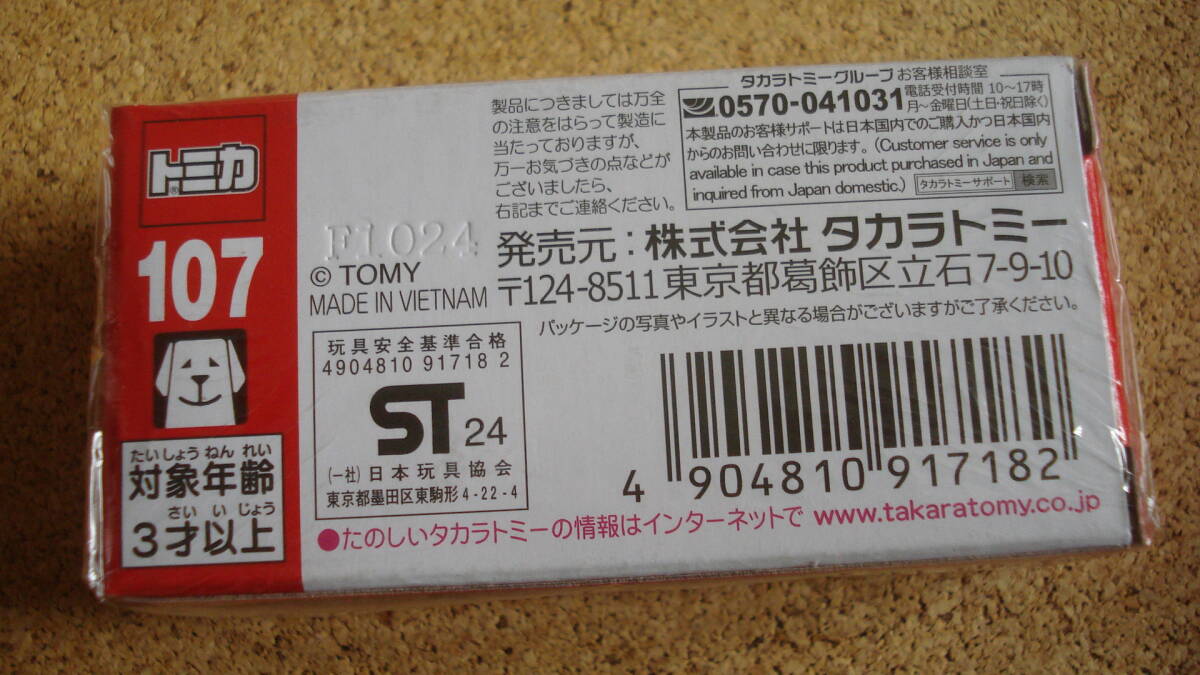 トミカ
®
107
たいしょうねんれい
対象年齢
さいいじょう
3才以上
製品につきましては万全
の注意をはらって製造に
当たっておりますが、
万一お気づきの点などが
ございましたら、
右記までご連絡ください。
タカラトミーグループ お客様相談室
0570-041031 電話受付時間 10～17時
月～金曜日(土日・祝日除く)
本製品のお客様サポートは日本国内でのご購入かつ日本国内
からのお問い合わせに限ります。(Customer service is only
available in case this product purchased in Japan and
inquired from Japan domestic.) タカラトミーサポート 検索
F1024
© TOMY
MADE IN VIETNAM
発売元：株式会社 タカラトミー
〒124-8511 東京都葛飾区立石7-9-10
パッケージの写真やイラストと異なる場合がございますがご了承ください。
玩具安全基準合格
4904810 91718 2
ST 24
(一社)日本玩具協会
東京都墨田区東駒形4-22-4
4 904810 917182
●たのしいタカラトミーの情報はインターネットで www.takaratomy.co.jp